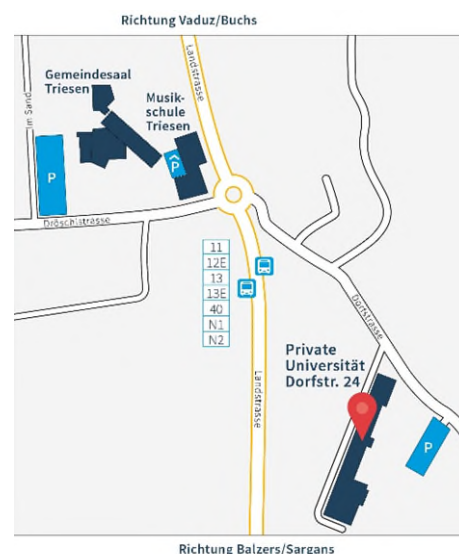 Richtung Vaduz/Buchs
Landstrasse
Gemeindesaal
Triesen
Musik-
schule
Triesen
Im Sand
P
P
Dröschistrasse
11
12E
13
13E
40
N1
N2
Dorfstrasse
Landstrasse
Private
Universität
Dorfstr. 24
P
Richtung Balzers/Sargans